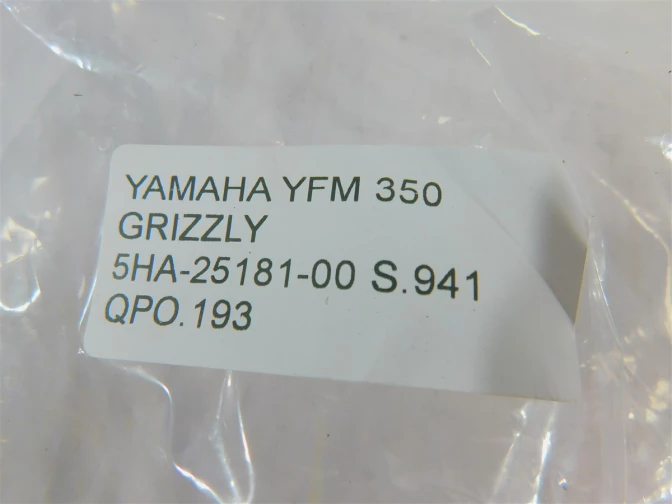 YAMAHA YFM 350
GRIZZLY
5HA-25181-00 S.941
QPO.193